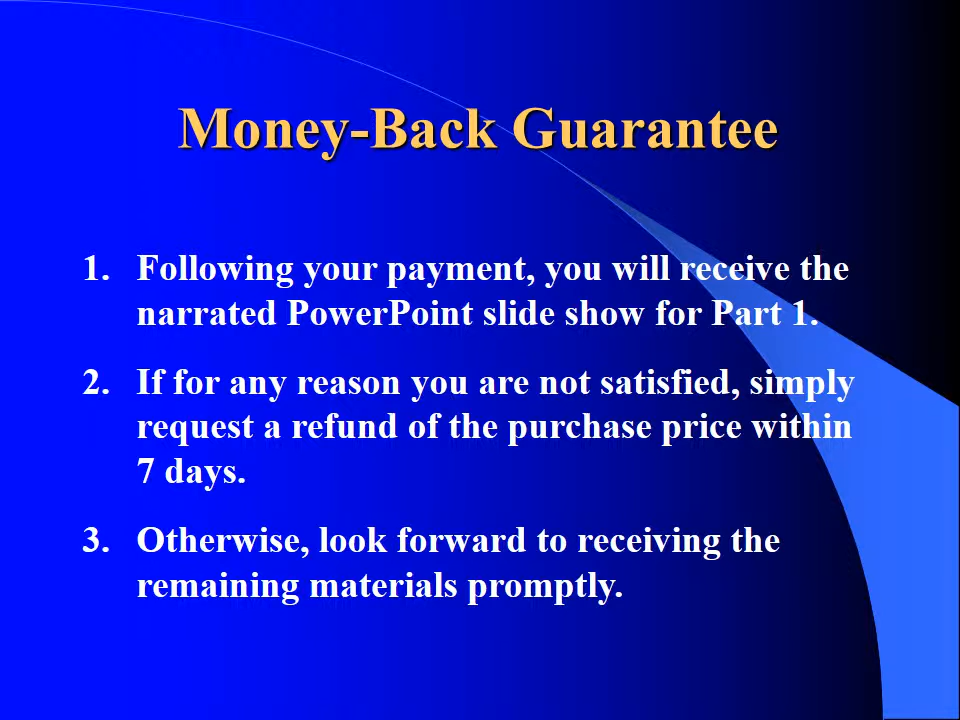 Money-Back Guarantee
1. Following your payment, you will receive the
narrated PowerPoint slide show for Part 1.
2. If for any reason you are not satisfied, simply
request a refund of the purchase price within
7 days.
3. Otherwise, look forward to receiving the
remaining materials promptly.